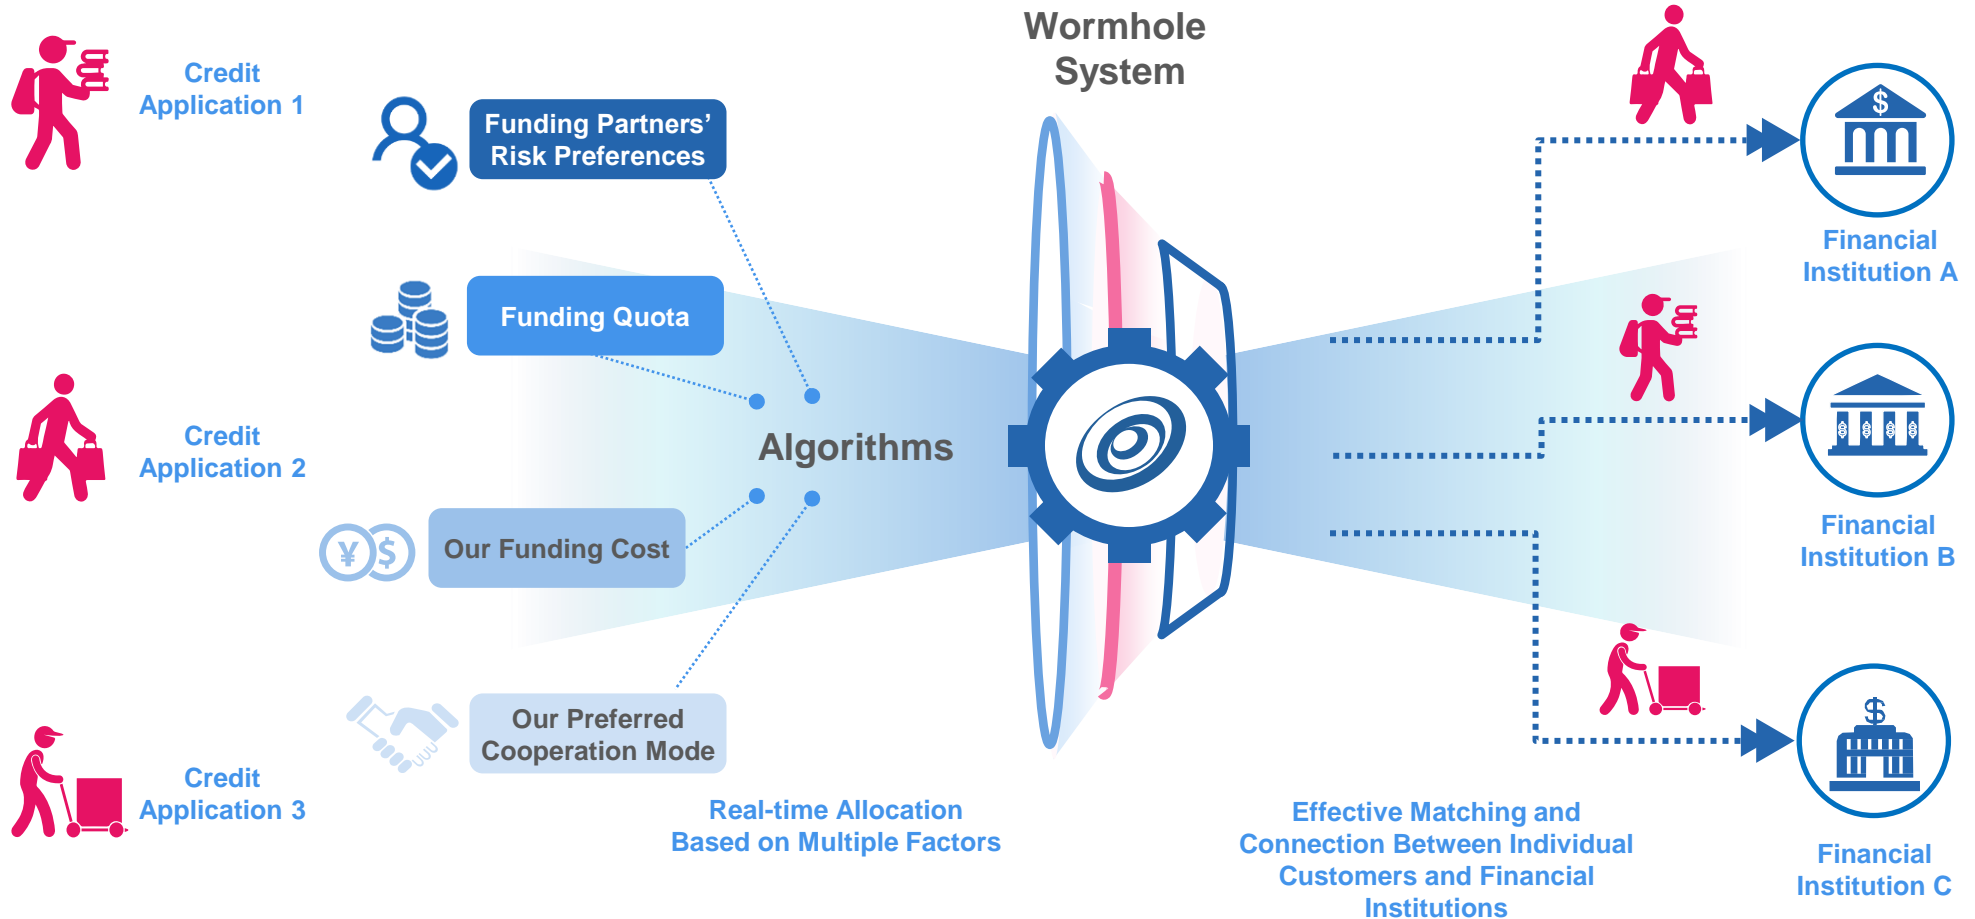 Wormhole
System
Credit
Application 1
Funding Partners’
Risk Preferences
$
Financial
Institution A
Funding Quota
Algorithms
Credit
Application 2
Financial
Institution B
¥
$
Our Funding Cost
Our Preferred
Cooperation Mode
$
Credit
Application 3
Real-time Allocation
Based on Multiple Factors
Effective Matching and
Connection Between Individual
Customers and Financial
Institutions
Financial
Institution C